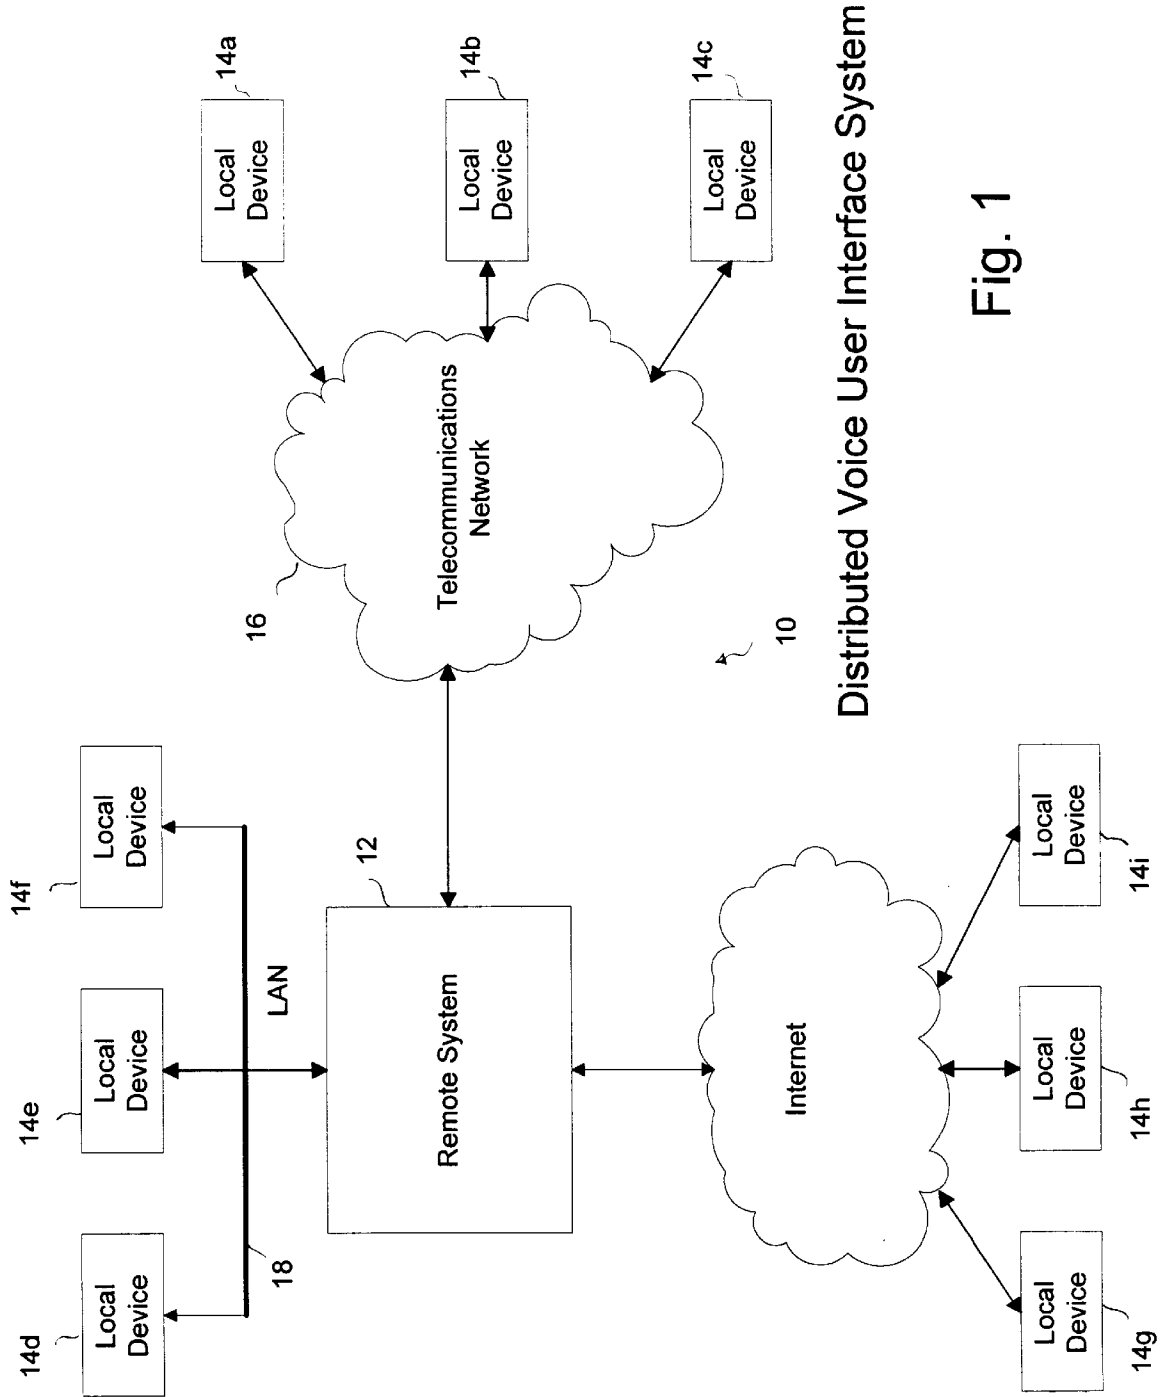 14d
Local
Device
14e
Local
Device
14f
Local
Device
18
LAN
Remote System
12
16
Telecommunications
Network
14a
Local
Device
14b
Local
Device
14c
Local
Device
10
Internet
Local
Device
14g
Local
Device
14h
Local
Device
14i
Distributed Voice User Interface System
Fig. 1